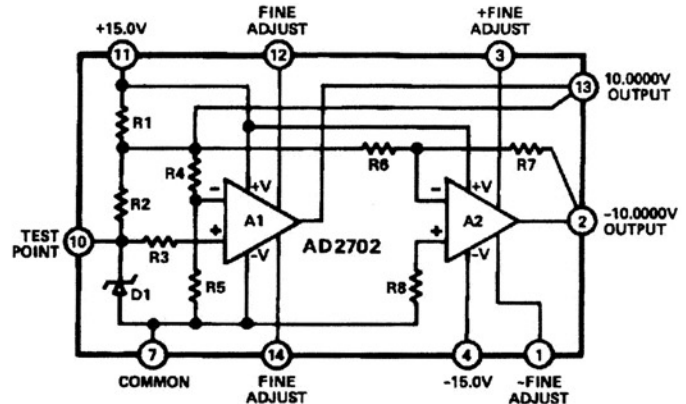 +15.0V
FINE
ADJUST
+FINE
ADJUST
11
12
3
13
10.0000V
OUTPUT
R1
R4
R6
R7
R2
+V
+V
−
−
A1
A2
2
−10.0000V
OUTPUT
TEST
POINT
10
R3
+
+
−V
AD2702
−V
D1
R5
R8
7
14
4
1
COMMON
FINE
ADJUST
−15.0V
−FINE
ADJUST